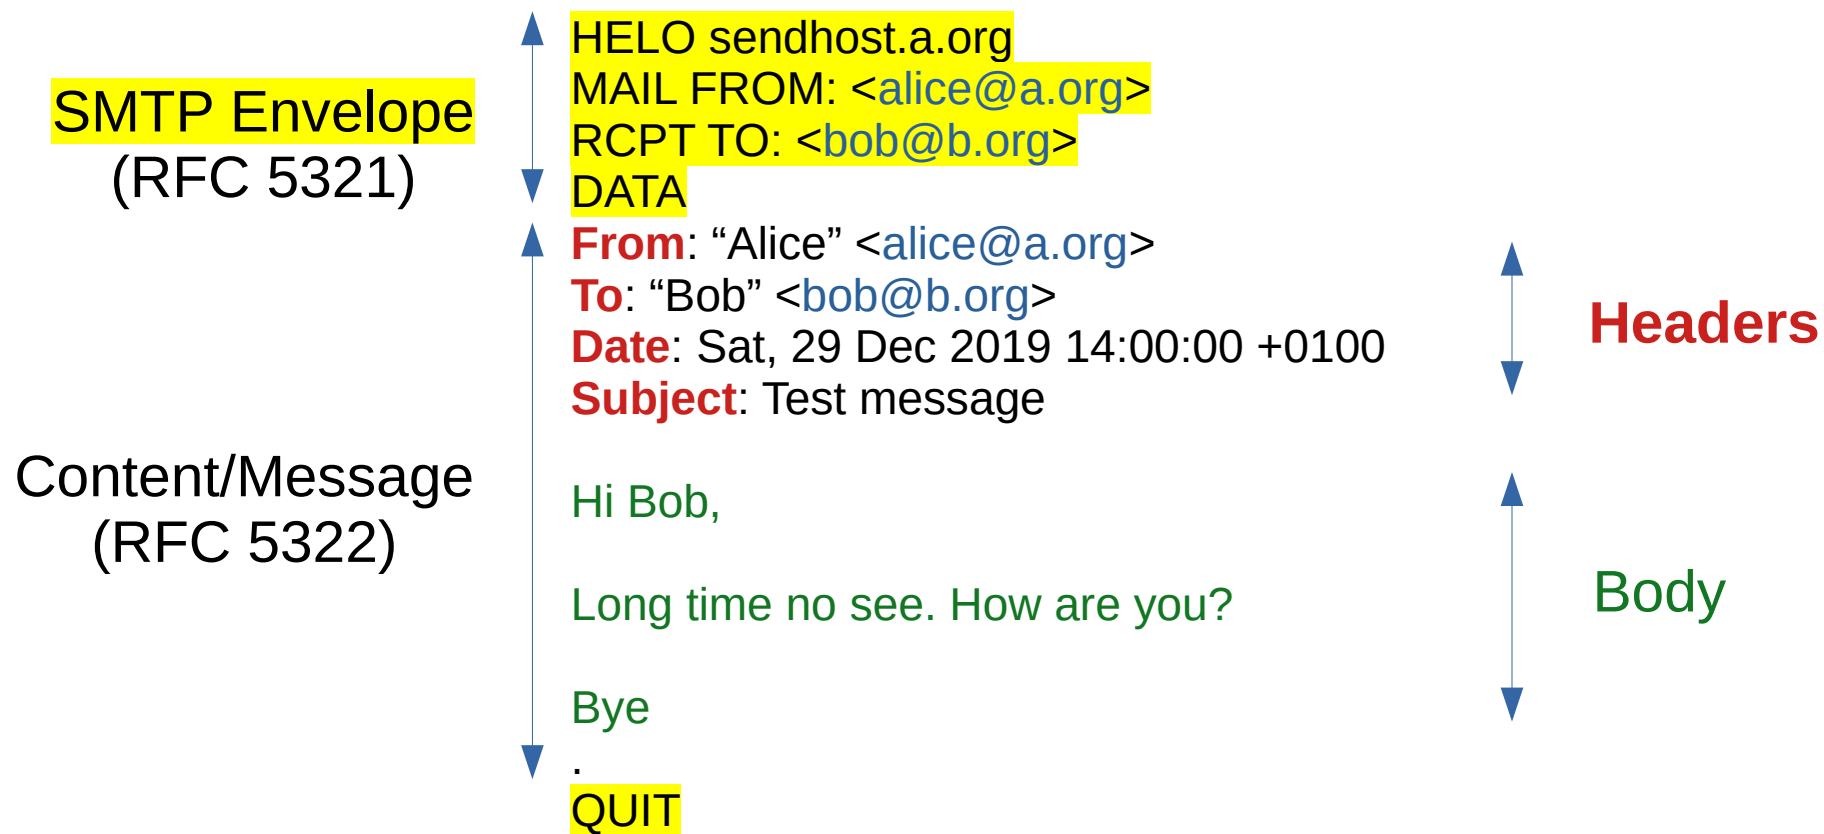 SMTP Envelope
(RFC 5321)
HELO sendhost.a.org
MAIL FROM: <alice@a.org>
RCPT TO: <bob@b.org>
DATA
Content/Message
(RFC 5322)
From: “Alice” <alice@a.org>
To: “Bob” <bob@b.org>
Date: Sat, 29 Dec 2019 14:00:00 +0100
Subject: Test message
Headers
Hi Bob,
Long time no see. How are you?
Bye
Body
.
QUIT